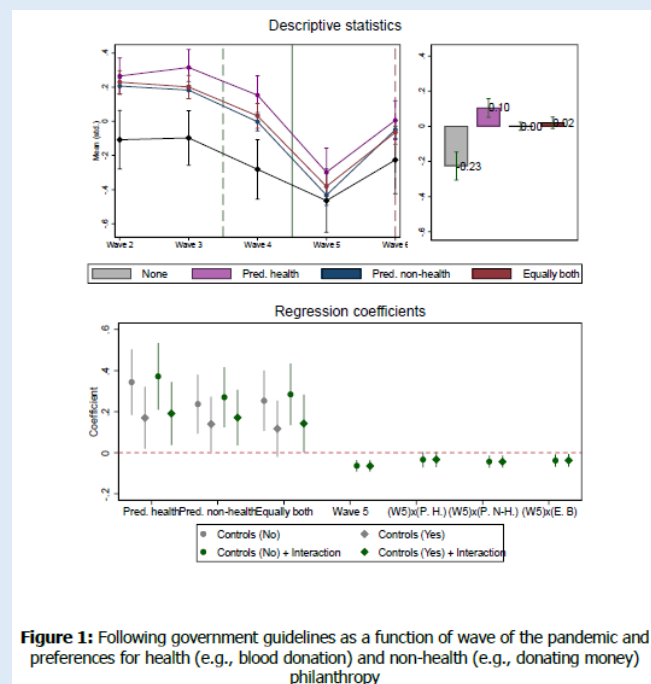 Descriptive statistics
.4
.2
0
-.2
-.4
-.6
Mean (std.)
Wave 2 Wave 3 Wave 4 Wave 5 Wave 6
.4
.2
0
-.2
-.4
-.6
-0.23
0.10
0.00
0.02
None Pred. health Pred. non-health Equally both
Regression coefficients
.6
.4
.2
0
-.2
Coefficient
Pred. health Pred. non-health Equally both Wave 5 (W5)x(P. H.) (W5)x(P. N-H.) (W5)x(E. B)
Controls (No) Controls (Yes)
Controls (No) + Interaction Controls (Yes) + Interaction
Figure 1: Following government guidelines as a function of wave of the pandemic and
preferences for health (e.g., blood donation) and non-health (e.g., donating money)
philanthropy